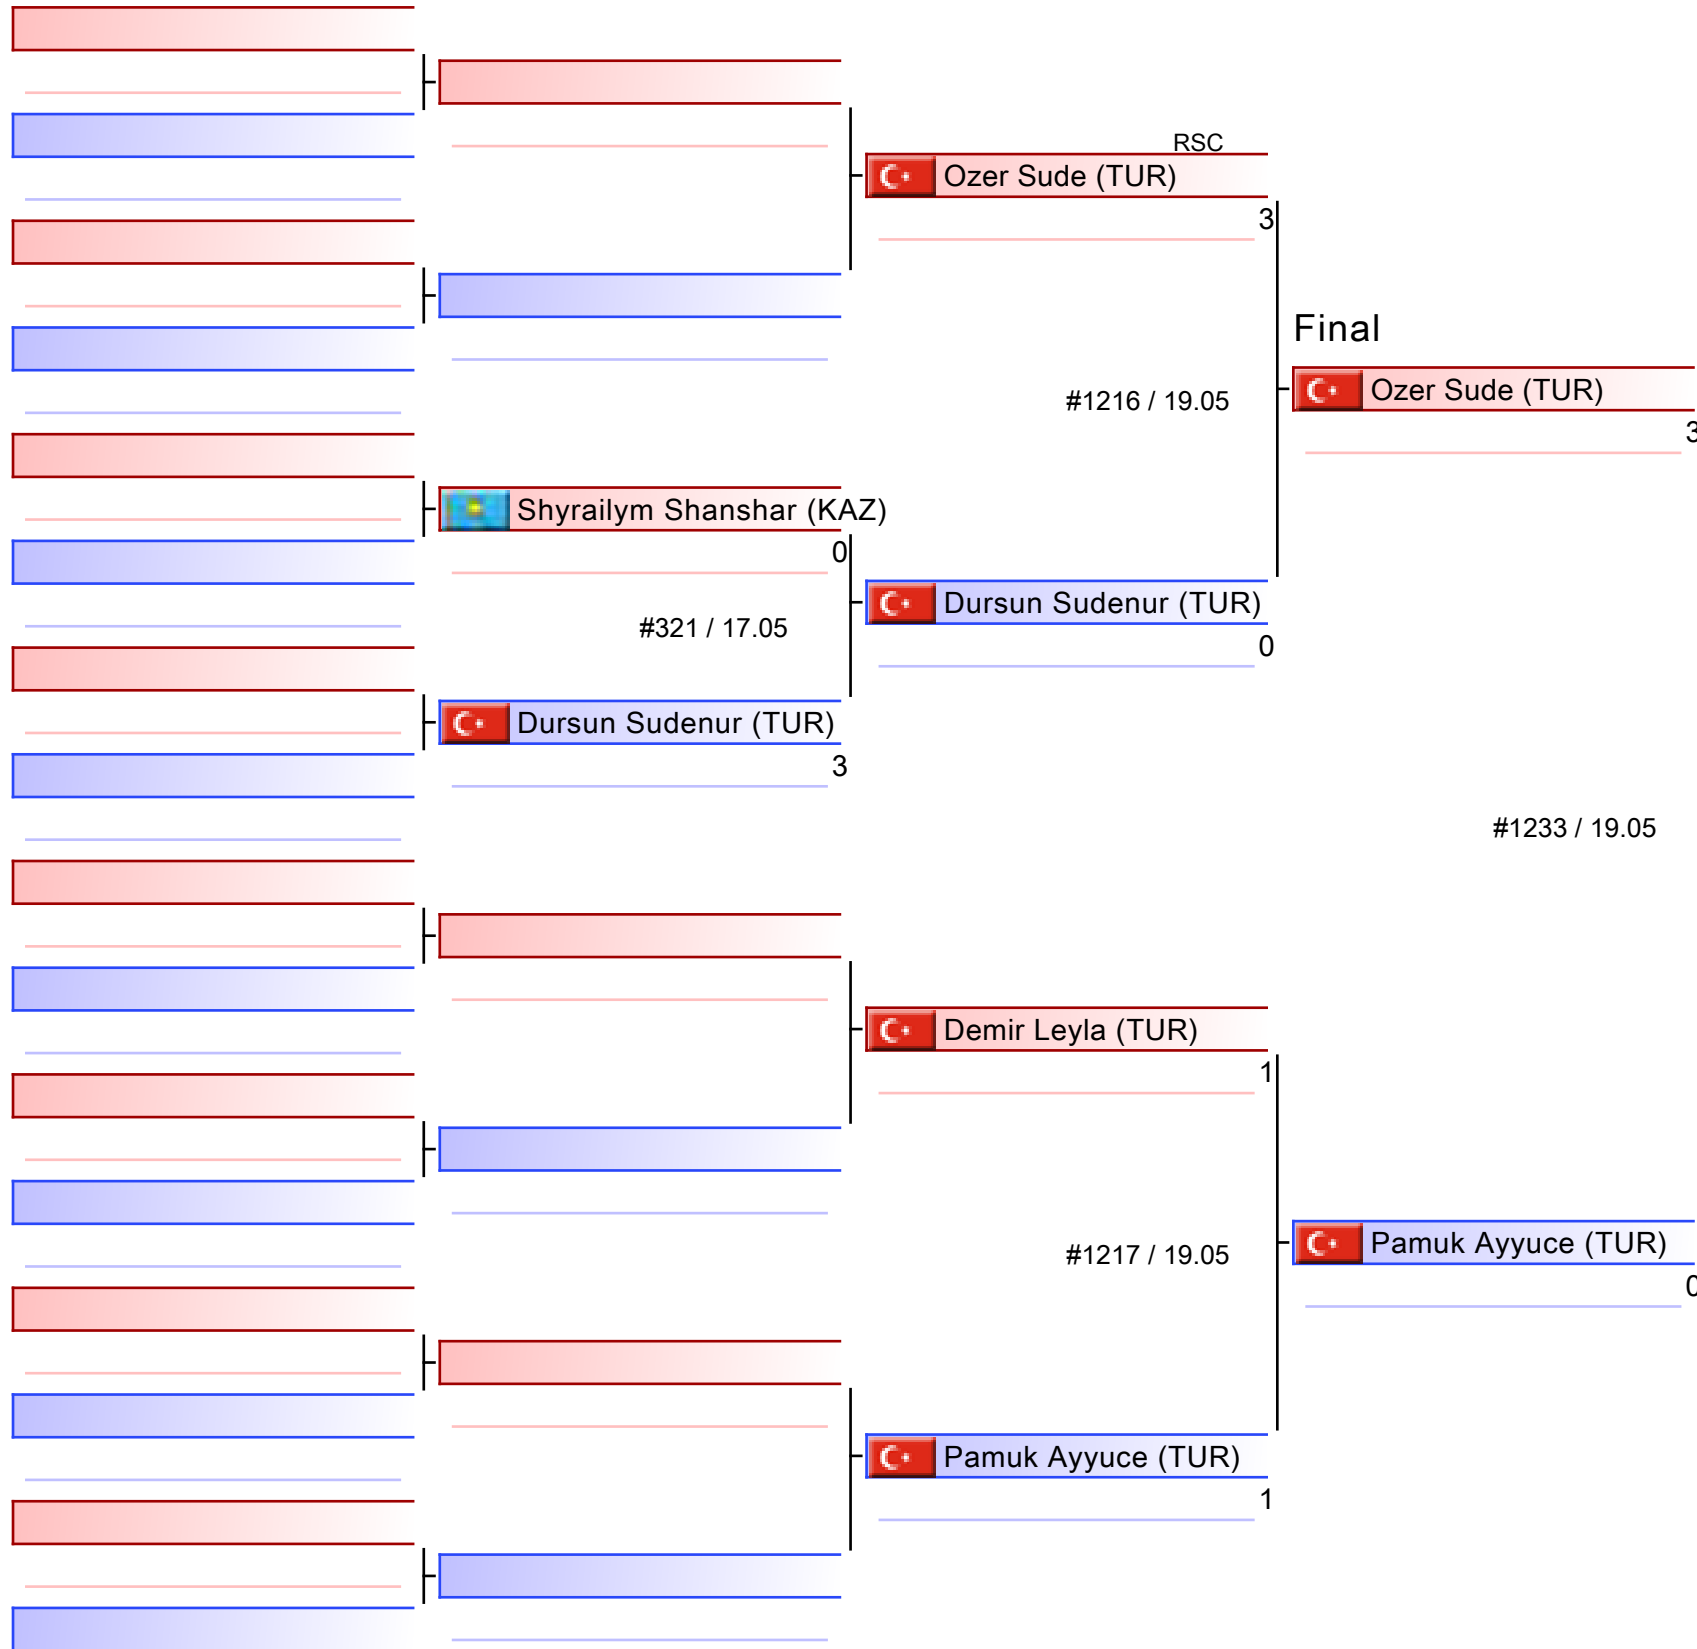 RSC
Ozer Sude (TUR)
3
Final
#1216 / 19.05
Ozer Sude (TUR)
3
Shyrailym Shanshar (KAZ)
0
#321 / 17.05
Dursun Sudenur (TUR)
0
Dursun Sudenur (TUR)
3
#1233 / 19.05
Demir Leyla (TUR)
1
#1217 / 19.05
Pamuk Ayyuce (TUR)
0
Pamuk Ayyuce (TUR)
1